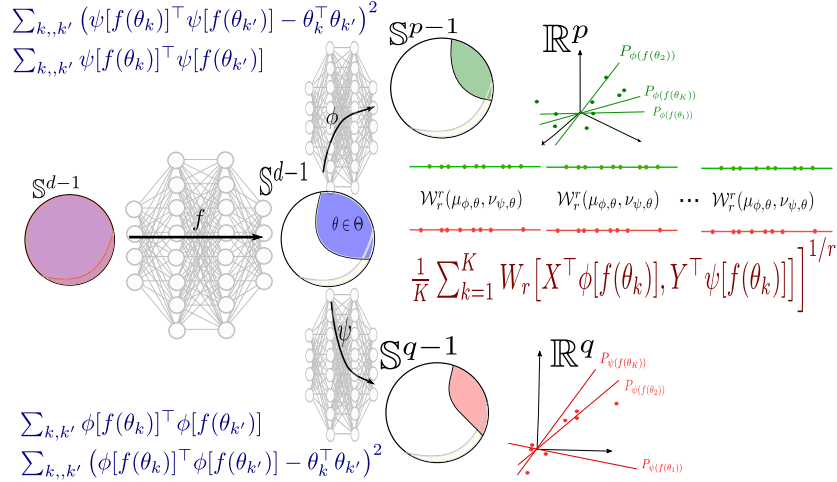 ∑_{k,,k′} (ψ[f(θ_k)]^⊤ψ[f(θ_{k′})] − θ_k^⊤θ_{k′})^2
∑_{k,,k′} ψ[f(θ_k)]^⊤ψ[f(θ_{k′})]
𝕊^{p−1}
ℝ^p
P_{ϕ(f(θ_2))}
P_{ϕ(f(θ_K))}
P_{ϕ(f(θ_1))}
ϕ
𝕊^{d−1}
f
𝕊^{d−1}
θ∈Θ
𝒲_r^r(μ_{ϕ,θ}, ν_{ψ,θ}) 𝒲_r^r(μ_{ϕ,θ}, ν_{ψ,θ}) ··· 𝒲_r^r(μ_{ϕ,θ}, ν_{ψ,θ})
1/K ∑_{k=1}^K W_r[X^⊤ϕ[f(θ_k)], Y^⊤ψ[f(θ_k)]]]^{1/r}
ψ
𝕊^{q−1}
ℝ^q
P_{ψ(f(θ_K))}
P_{ψ(f(θ_2))}
P_{ψ(f(θ_1))}
∑_{k,k′} ϕ[f(θ_k)]^⊤ϕ[f(θ_{k′})]
∑_{k,,k′} (ϕ[f(θ_k)]^⊤ϕ[f(θ_{k′})] − θ_k^⊤θ_{k′})^2